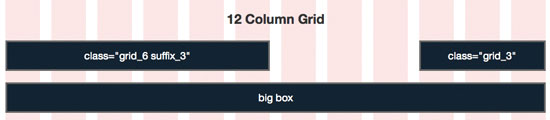 12 Column Grid
class="grid_6 suffix_3"
class="grid_3"
big box